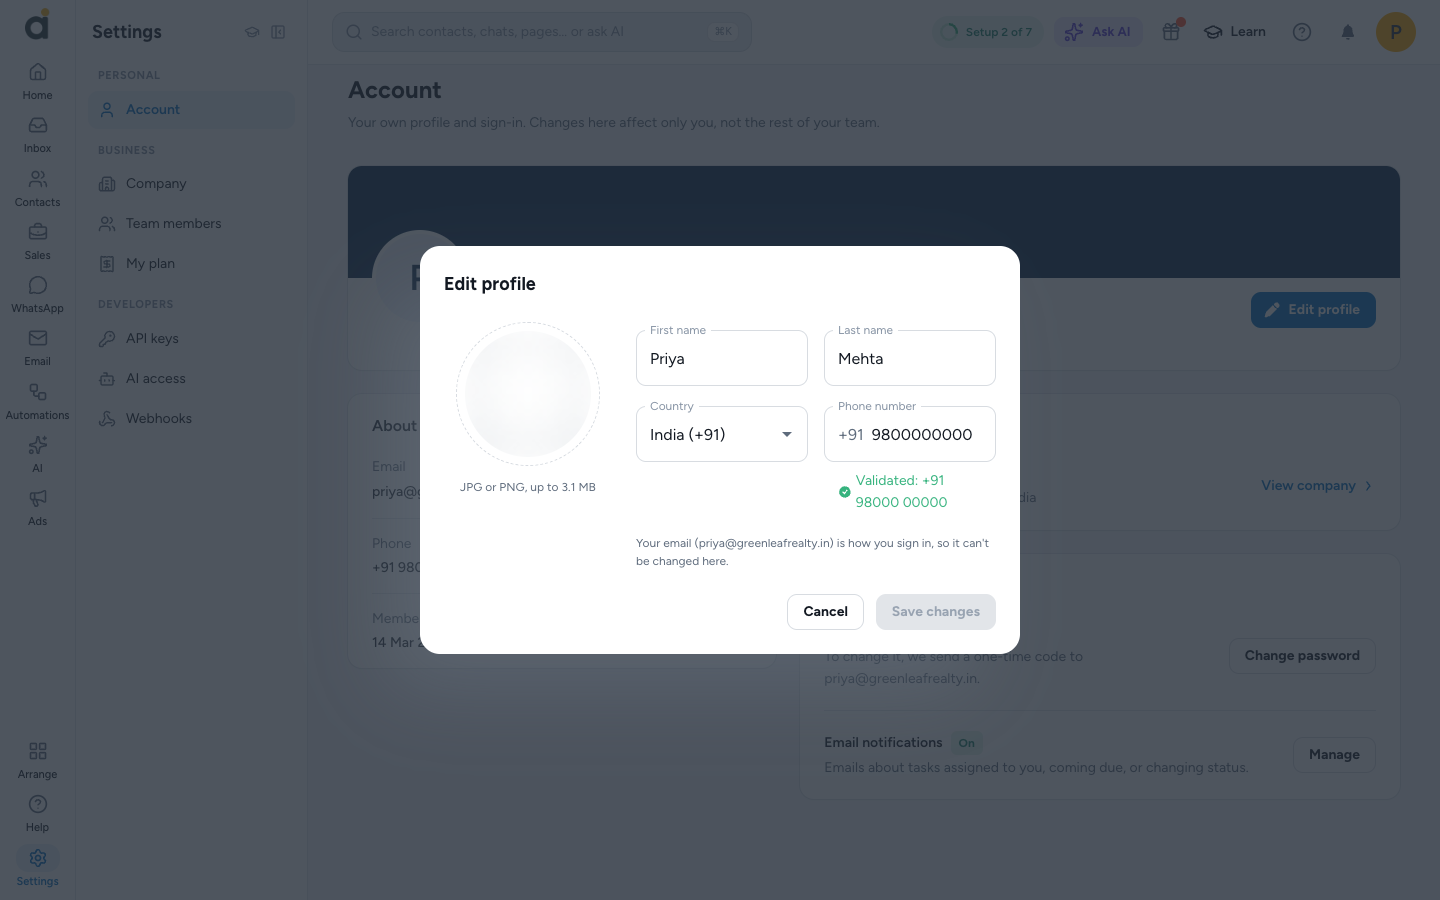 Settings
Search contacts, chats, pages... or ask AI
⌘K
Setup 2 of 7
Ask AI
Learn
P
Home
Inbox
Contacts
Sales
WhatsApp
Email
Automations
AI
Ads
Arrange
Help
Settings
PERSONAL
Account
BUSINESS
Company
Team members
My plan
DEVELOPERS
API keys
AI access
Webhooks
Account
Your own profile and sign-in. Changes here affect only you, not the rest of your team.
Edit profile
About
Email
priya@g
Phone
+91 980
Membe
14 Mar
View company
To change it, we send a one-time code to
priya@greenleafrealty.in.
Change password
Email notifications
On
Emails about tasks assigned to you, coming due, or changing status.
Manage
Edit profile
JPG or PNG, up to 3.1 MB
First name
Priya
Last name
Mehta
Country
India (+91)
Phone number
+91 9800000000
Validated: +91
98000 00000
Your email (priya@greenleafrealty.in) is how you sign in, so it can't
be changed here.
Cancel
Save changes